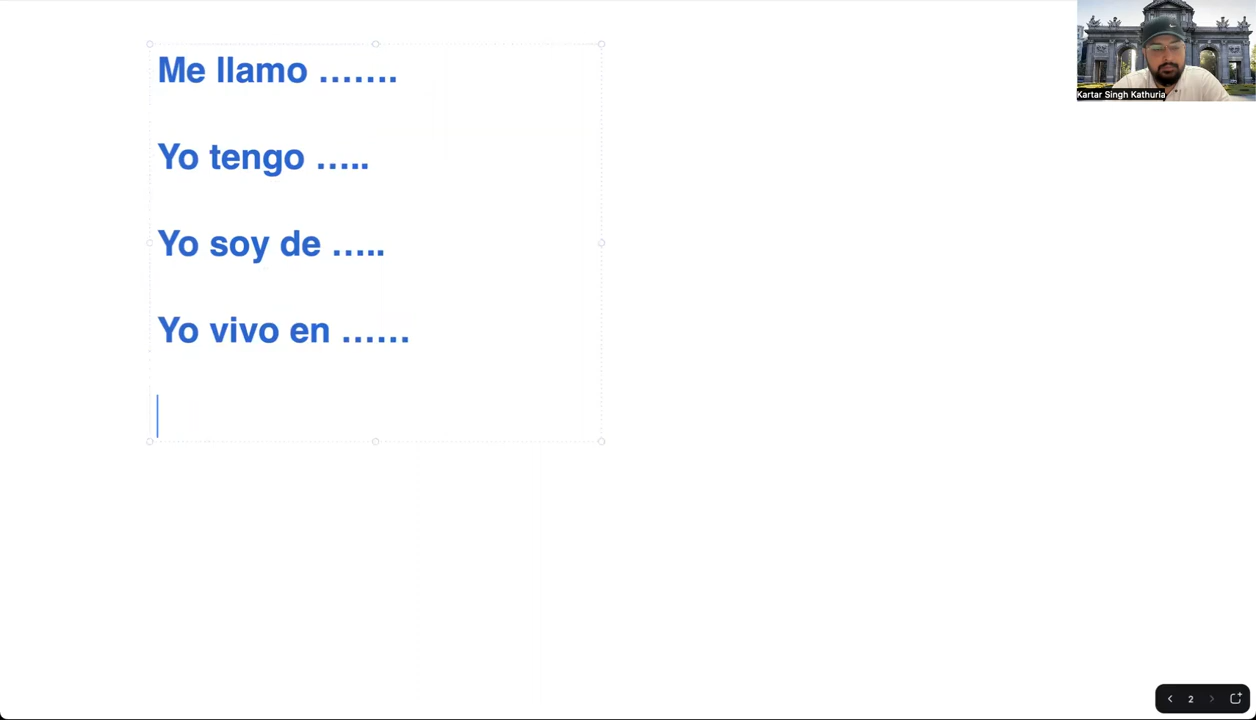 Me llamo …….
Yo tengo …..
Yo soy de …..
Yo vivo en ……
Kartar Singh Kathuria
2